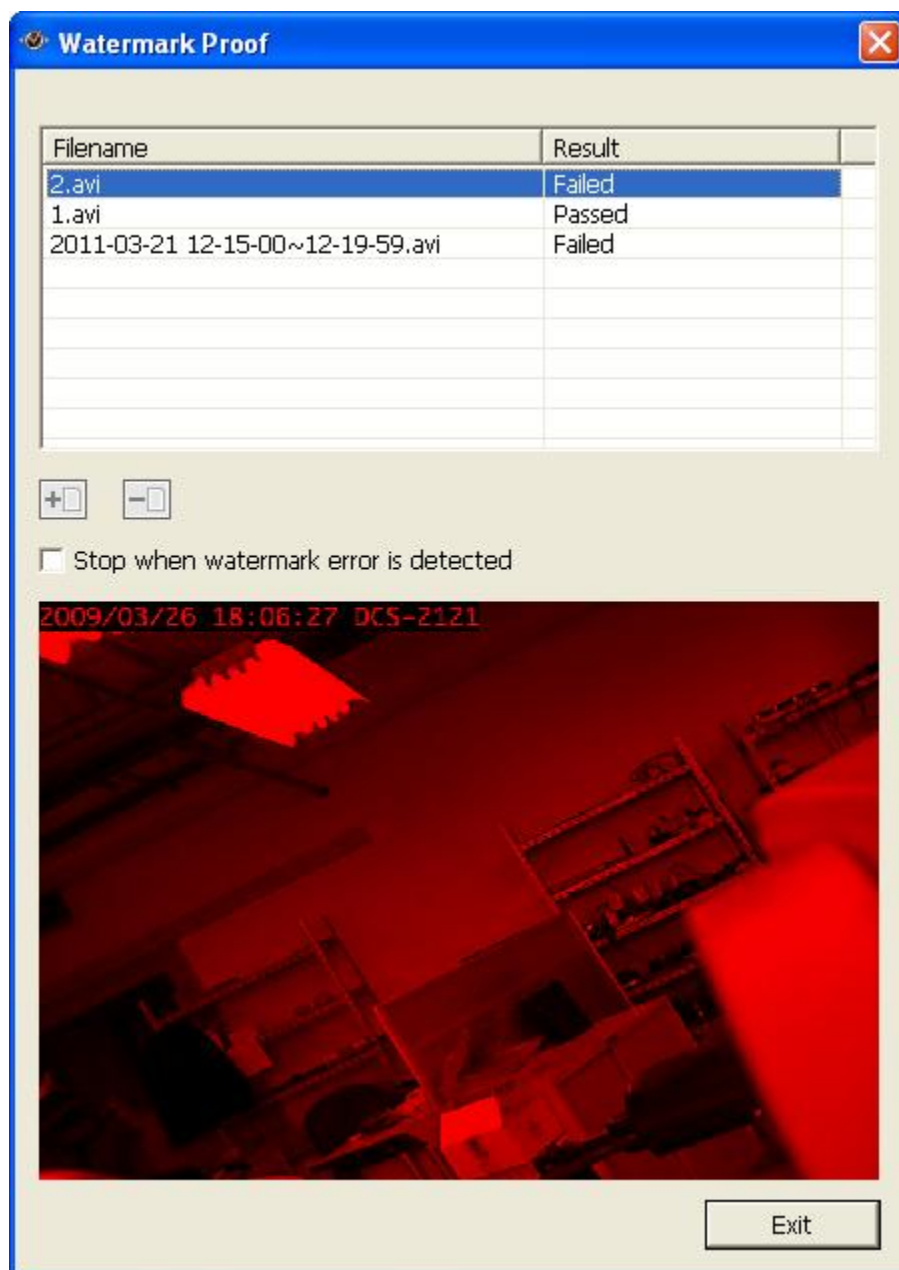 Watermark Proof
Filename Result
2.avi Failed
1.avi Passed
2011-03-21 12-15-00~12-19-59.avi Failed
Stop when watermark error is detected
2009/03/26 18:06:27 DCS-2121
Exit